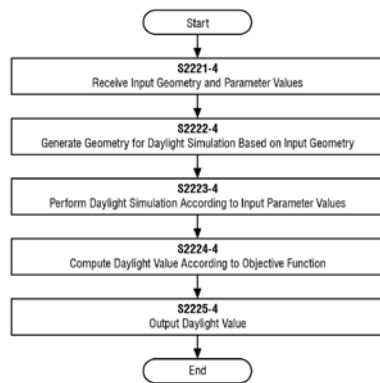 Start
S2221-4
Receive Input Geometry and Parameter Values
S2222-4
Generate Geometry for Daylight Simulation Based on Input Geometry
S2223-4
Perform Daylight Simulation According to Input Parameter Values
S2224-4
Compute Daylight Value According to Objective Function
S2225-4
Output Daylight Value
End